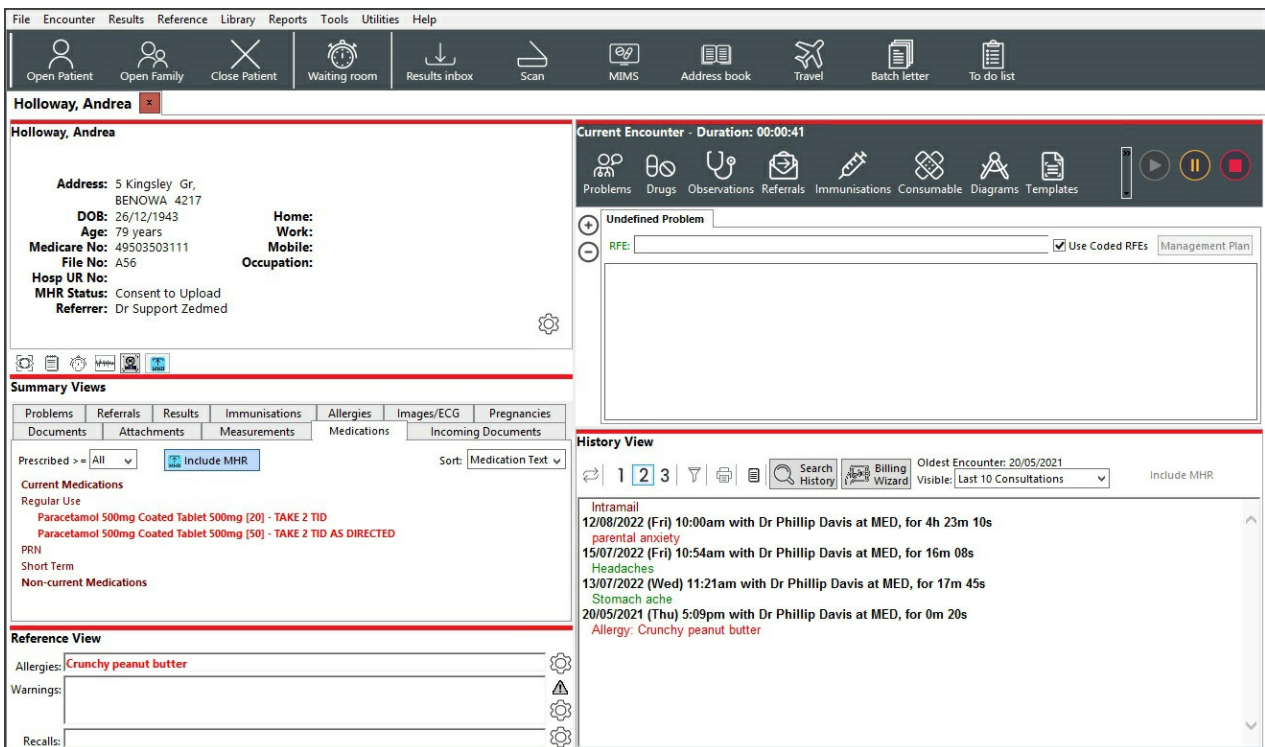 File Encounter Results Reference Library Reports Tools Utilities Help
Open Patient Open Family Close Patient Waiting room Results inbox Scan MIMS Address book Travel Batch letter To do list
Holloway, Andrea x
Holloway, Andrea
Address: 5 Kingsley Gr,
BENOWA 4217
DOB: 26/12/1943 Home:
Age: 79 years Work:
Medicare No: 49503503111 Mobile:
File No: A56 Occupation:
Hosp UR No:
MHR Status: Consent to Upload
Referrer: Dr Support Zedmed
Summary Views
Problems Referrals Results Immunisations Allergies Images/ECG Pregnancies
Documents Attachments Measurements Medications Incoming Documents
Prescribed >= All Include MHR Sort: Medication Text
Current Medications
Regular Use
Paracetamol 500mg Coated Tablet 500mg [20] - TAKE 2 TID
Paracetamol 500mg Coated Tablet 500mg [50] - TAKE 2 TID AS DIRECTED
PRN
Short Term
Non-current Medications
Reference View
Allergies: Crunchy peanut butter
Warnings:
Recalls:
Current Encounter - Duration: 00:00:41
Problems Drugs Observations Referrals Immunisations Consumable Diagrams Templates
Undefined Problem
RFE: Use Coded RFEs Management Plan
History View
1 2 3 Search History Billing Wizard Oldest Encounter: 20/05/2021
Visible: Last 10 Consultations Include MHR
Intramail
12/08/2022 (Fri) 10:00am with Dr Phillip Davis at MED, for 4h 23m 10s
parental anxiety
15/07/2022 (Fri) 10:54am with Dr Phillip Davis at MED, for 16m 08s
Headaches
13/07/2022 (Wed) 11:21am with Dr Phillip Davis at MED, for 17m 45s
Stomach ache
20/05/2021 (Thu) 5:09pm with Dr Phillip Davis at MED, for 0m 20s
Allergy: Crunchy peanut butter